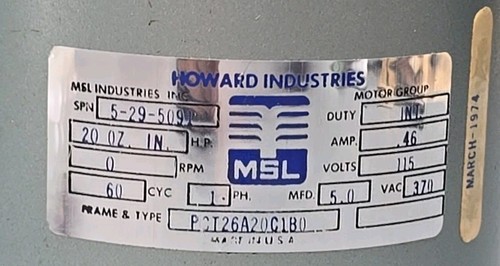 HOWARD INDUSTRIES
MSL INDUSTRIES INC
MOTOR GROUP
SPN 5-29-509
DUTY INT.
20 OZ. IN. H.P.
MSL
AMP. .46
0 RPM
VOLTS 115
60 CYC 1 PH. MFD. 5.0 VAC 370
FRAME & TYPE
MADE IN U S A
MARCH-1974